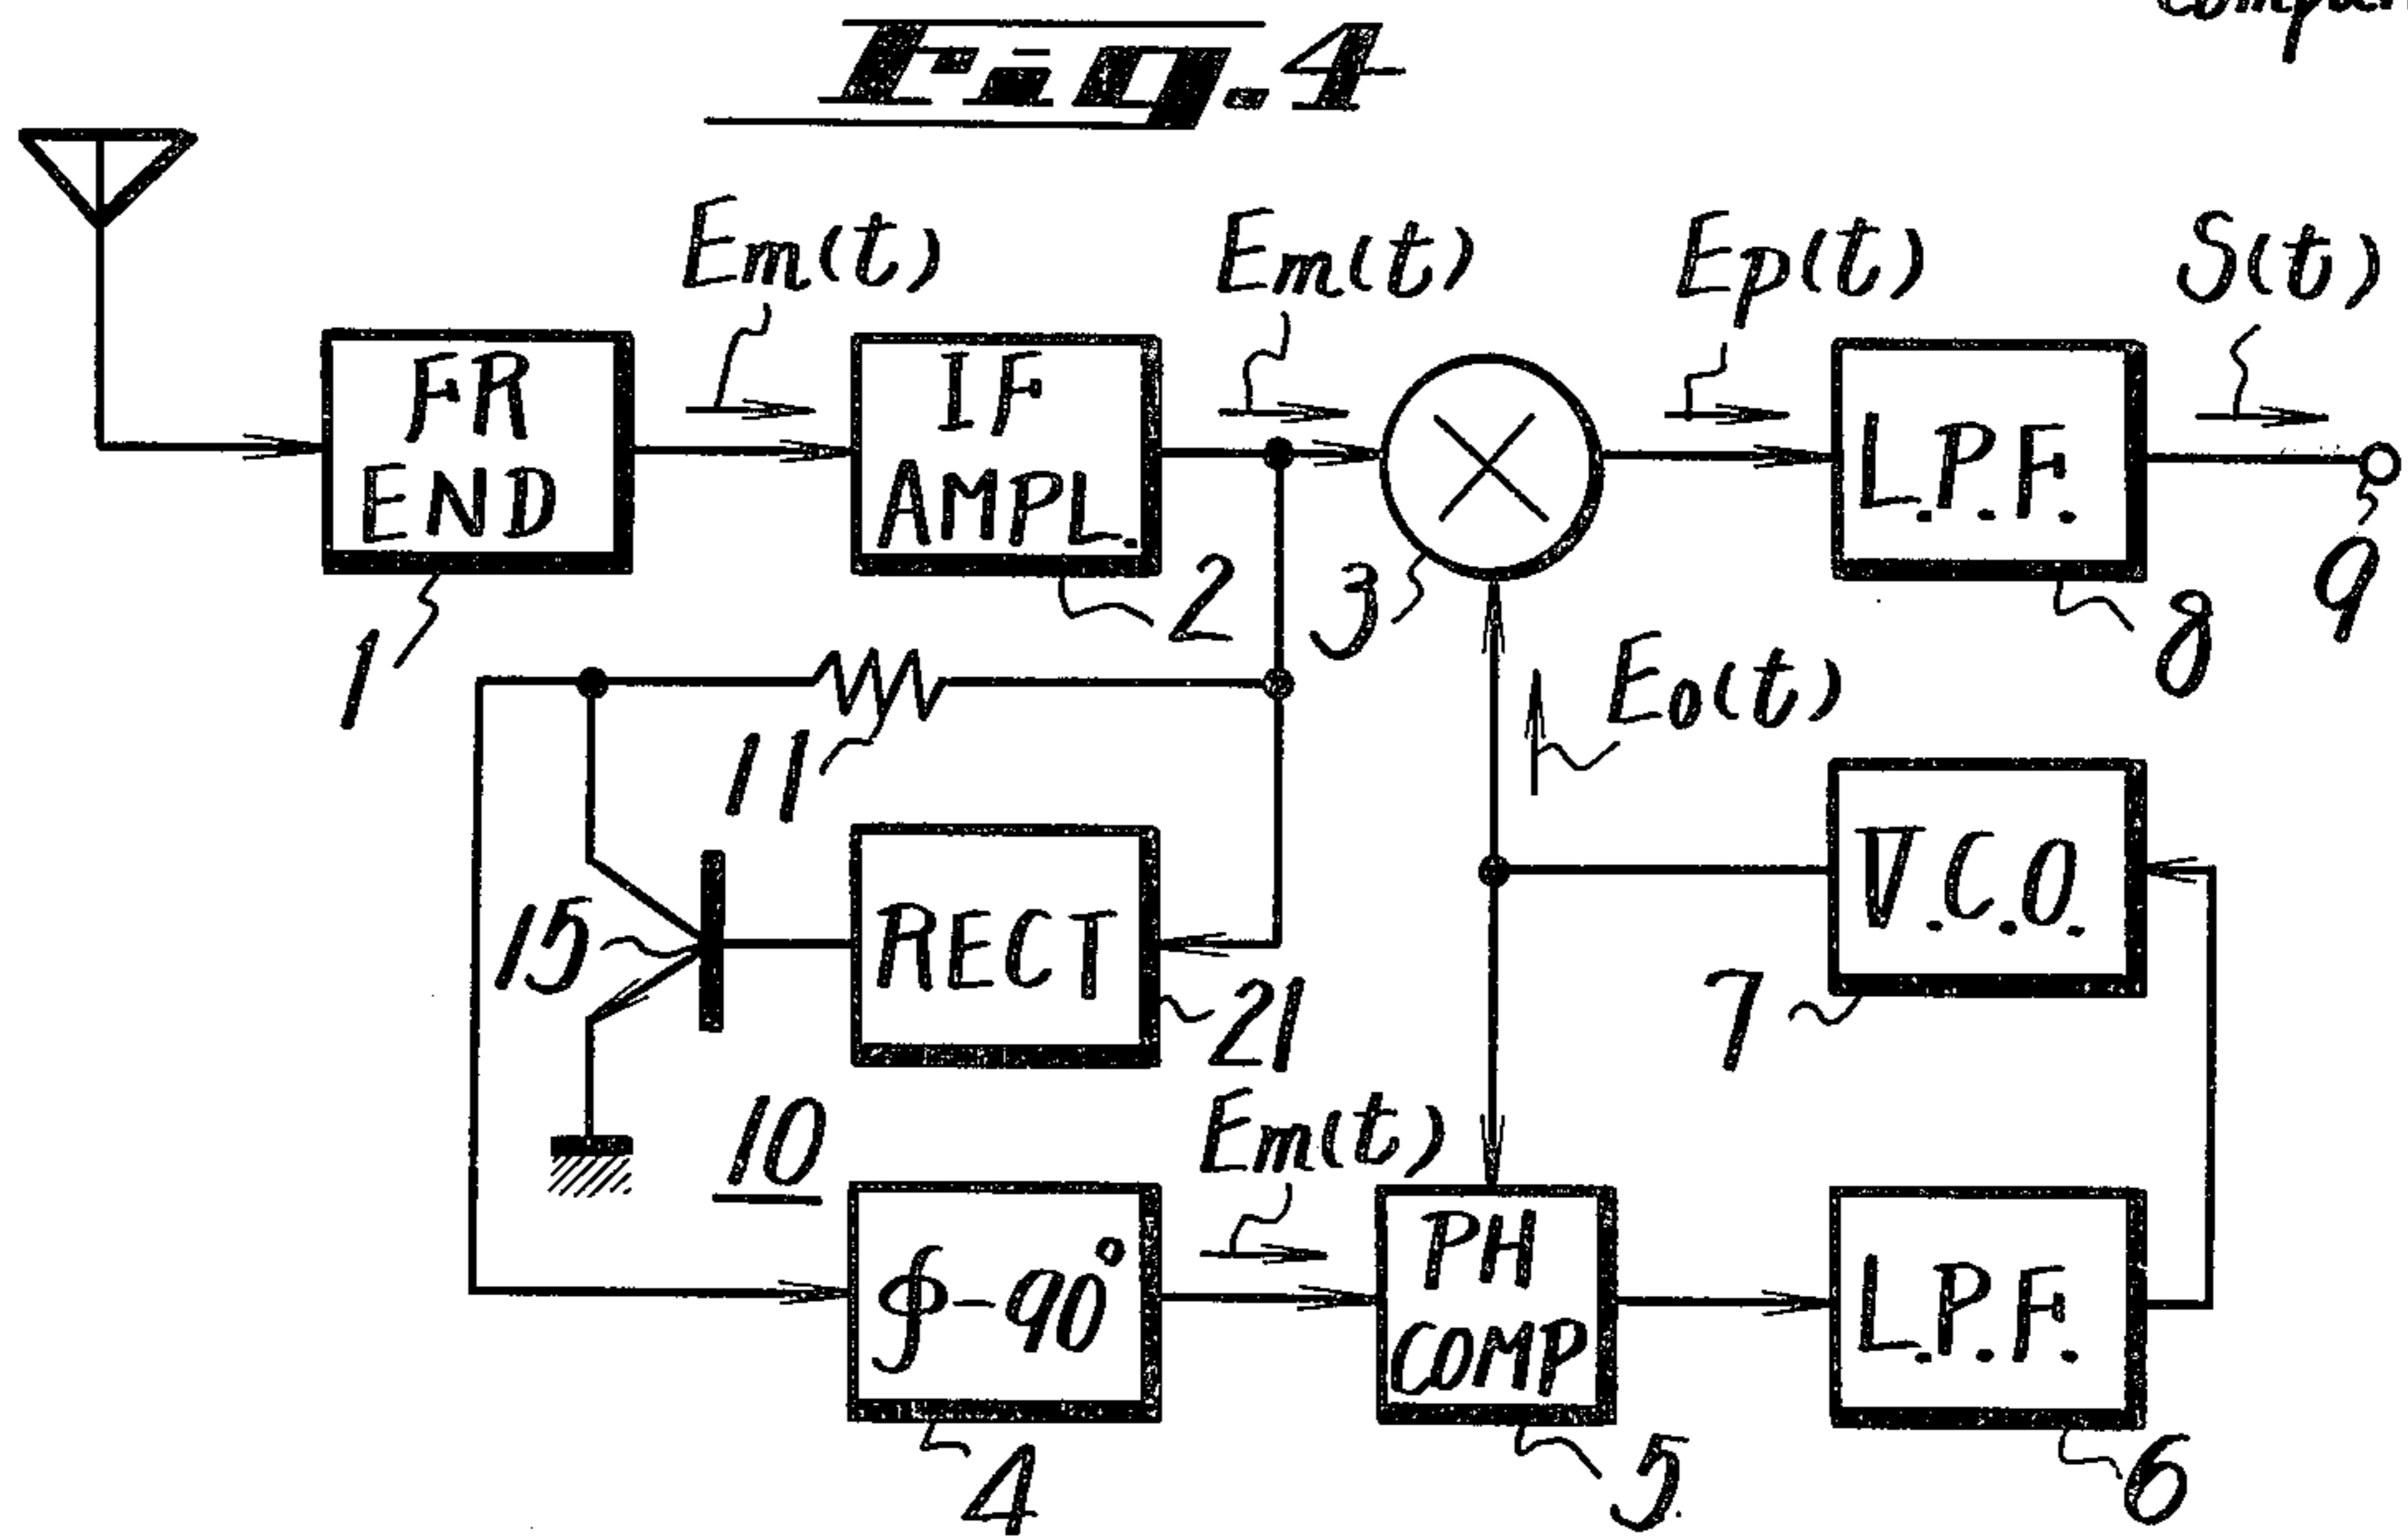 Fig. 4
Em(t)
Em(t)
Ep(t)
S(t)
FR
END
IF
AMPL.
L.P.F.
1
2
3
8
9
11
Eo(t)
15
RECT
21
V.C.O.
7
10
Em(t)
ϕ-90°
PH
COMP
L.P.F.
4
5
6